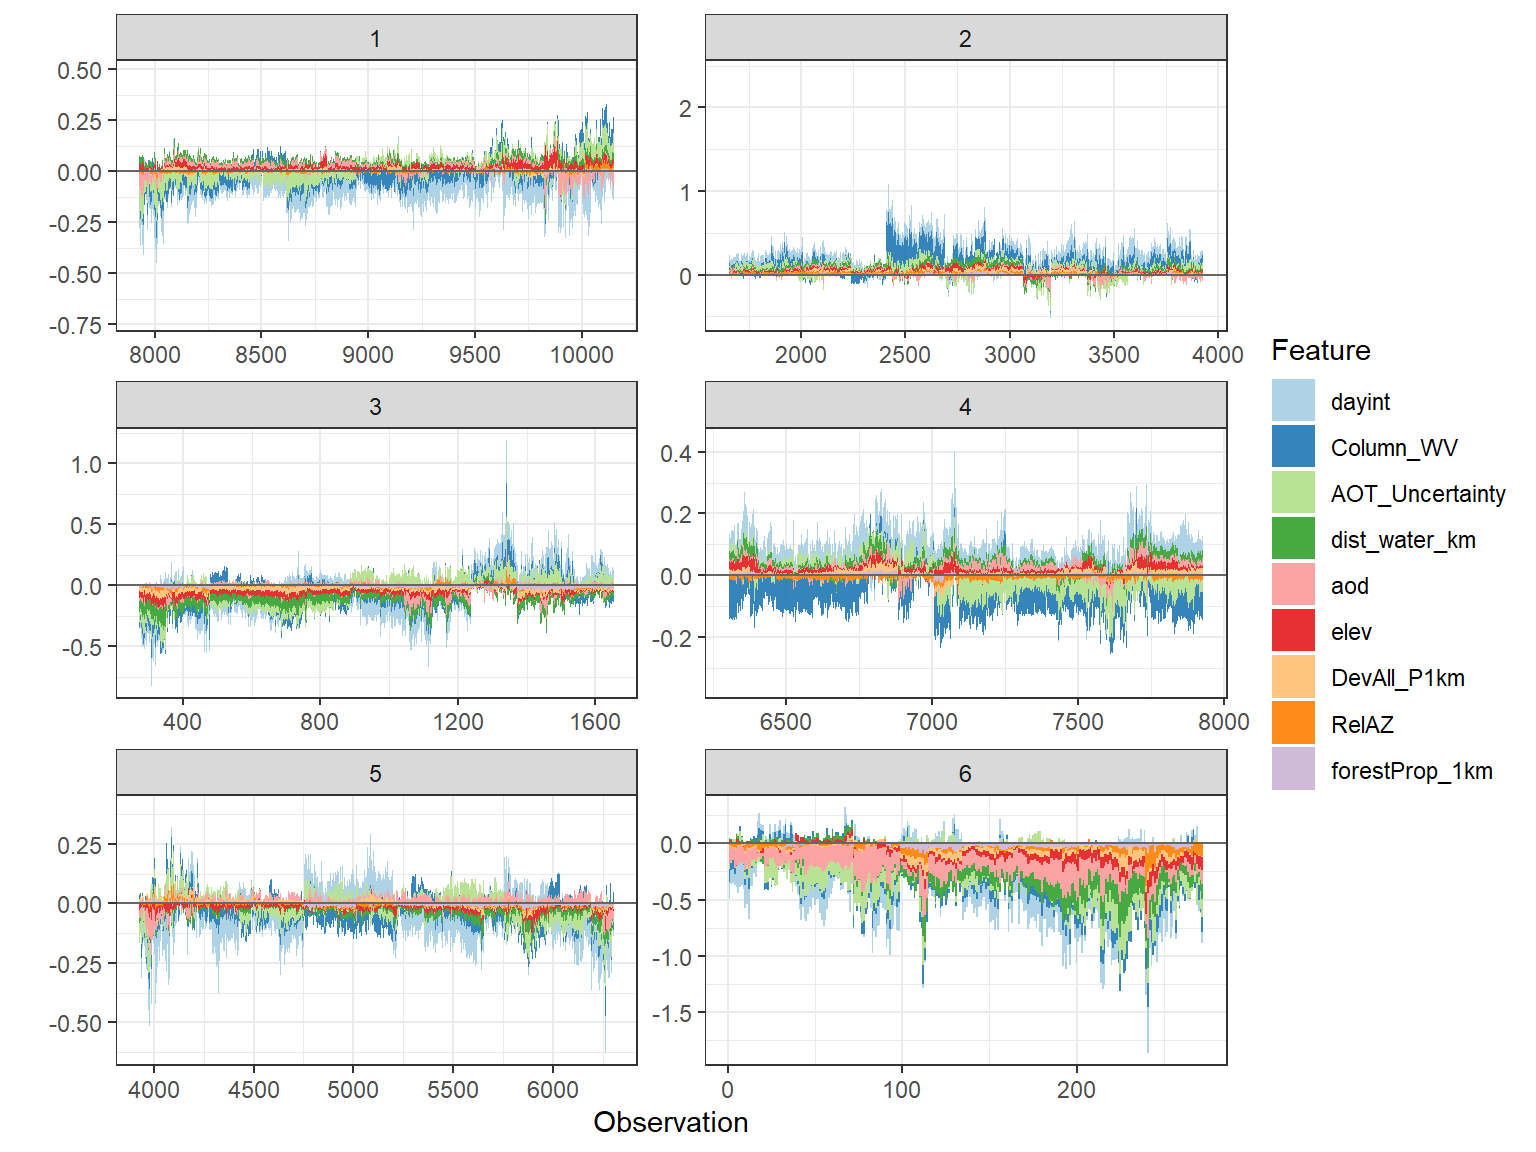 1
0.50
0.25
0.00
-0.25
-0.50
-0.75
8000 8500 9000 9500 10000
2
2
1
0
2000 2500 3000 3500 4000
3
1.0
0.5
0.0
-0.5
400 800 1200 1600
4
0.4
0.2
0.0
-0.2
6500 7000 7500 8000
5
0.25
0.00
-0.25
-0.50
4000 4500 5000 5500 6000
6
0.0
-0.5
-1.0
-1.5
0 100 200
Observation
Feature
dayint
Column_WV
AOT_Uncertainty
dist_water_km
aod
elev
DevAll_P1km
RelAZ
forestProp_1km